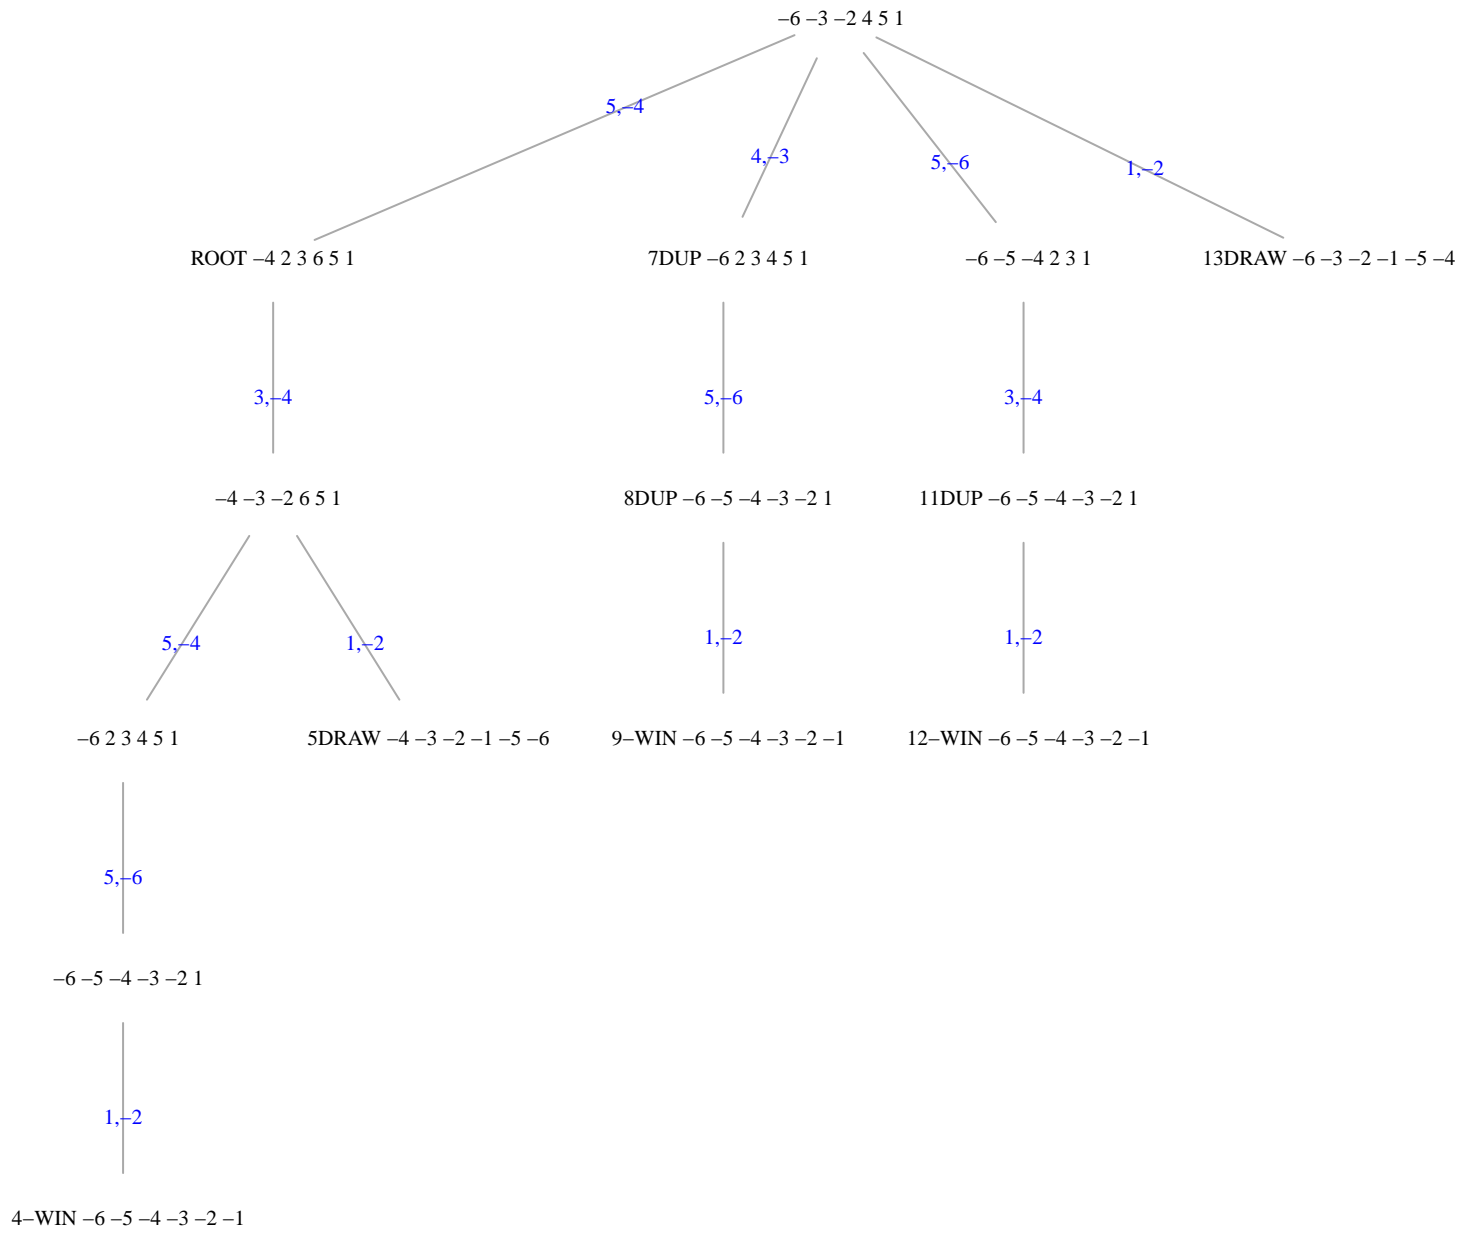 −6 −3 −2 4 5 1
5,−4
4,−3
5,−6
1,−2
ROOT −4 2 3 6 5 1
7DUP −6 2 3 4 5 1
−6 −5 −4 2 3 1
13DRAW −6 −3 −2 −1 −5 −4
3,−4
5,−6
3,−4
−4 −3 −2 6 5 1
8DUP −6 −5 −4 −3 −2 1
11DUP −6 −5 −4 −3 −2 1
5,−4
1,−2
1,−2
1,−2
−6 2 3 4 5 1
5DRAW −4 −3 −2 −1 −5 −6
9−WIN −6 −5 −4 −3 −2 −1
12−WIN −6 −5 −4 −3 −2 −1
5,−6
−6 −5 −4 −3 −2 1
1,−2
4−WIN −6 −5 −4 −3 −2 −1